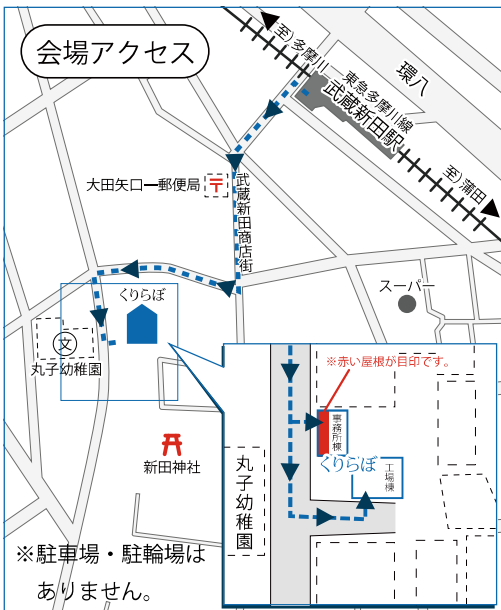 会場アクセス
至)多摩川
環八
東急多摩川線
武蔵新田駅
至)蒲田
大田矢口一郵便局
〒
武蔵新田商店街
スーパー
くりらぼ
文
丸子幼稚園
新田神社
※赤い屋根が目印です。
事務所棟
くりらぼ
工場棟
丸子幼稚園
※駐車場・駐輪場は
ありません。